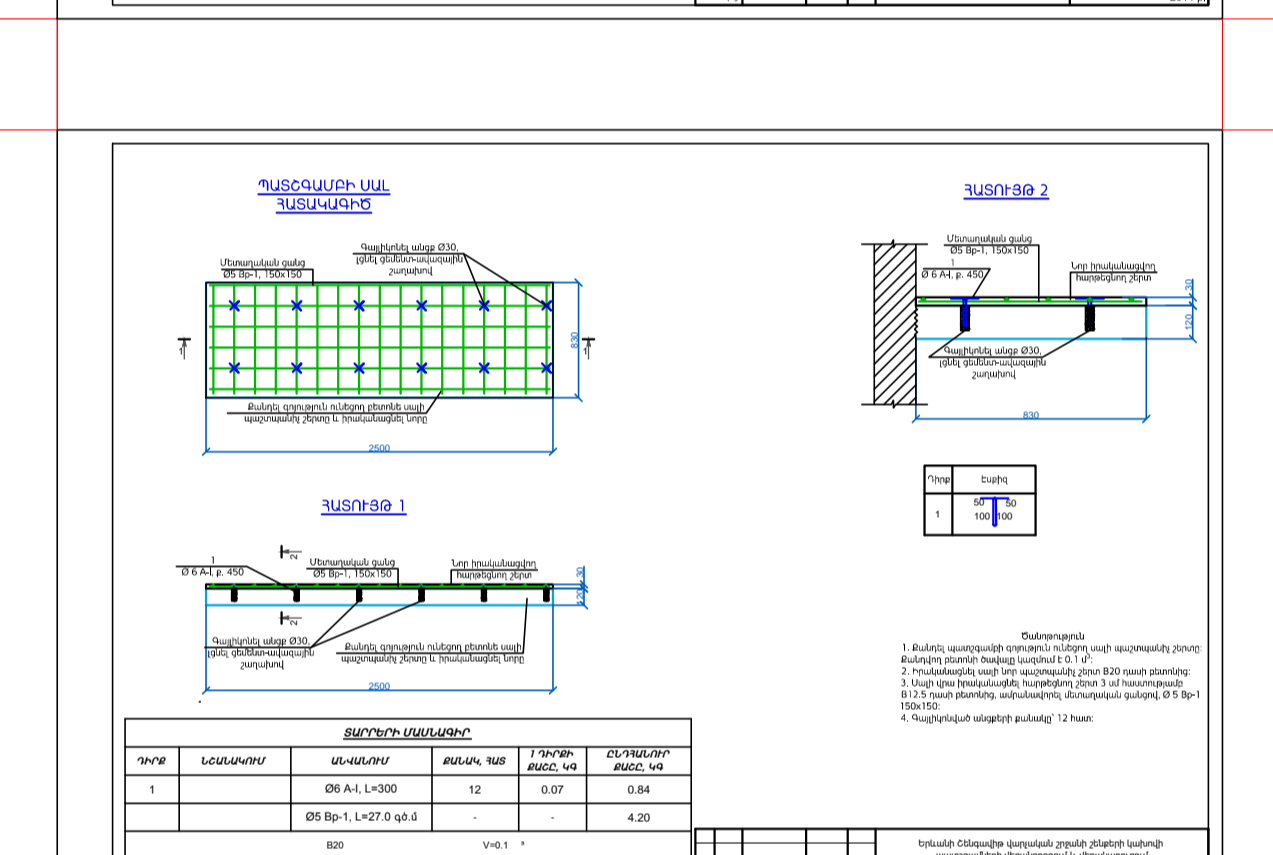 ՊԱՏՇԳԱՄԲԻ ՍԱԼ
ՀԱՏԱԿԱԳԻԾ
Գայլիկոնել անցք Ø30,
լցնել ցեմենտ-ավազային
շաղախով
Մետաղական ցանց
Ø5 Bp-1, 150x150
1
1
830
Քանդել գոյություն ունեցող բետոնե սալի
պաշտպանիչ շերտը և իրականացնել նորը
2500
ՀԱՏՈՒՅԹ 2
Մետաղական ցանց
Ø5 Bp-1, 150x150
1
Ø 6 A-I, ք. 450
Նոր իրականացվող
հարթեցնող շերտ
30
120
Գայլիկոնել անցք Ø30,
լցնել ցեմենտ-ավազային
շաղախով
830
Դիրք
Էսքիզ
1
50 50
100 100
ՀԱՏՈՒՅԹ 1
2
1
Ø 6 A-I, ք. 450
Մետաղական ցանց
Ø5 Bp-1, 150x150
Նոր իրականացվող
հարթեցնող շերտ
30
120
2
Գայլիկոնել անցք Ø30,
լցնել ցեմենտ-ավազային
շաղախով
Քանդել գոյություն ունեցող բետոնե սալի
պաշտպանիչ շերտը և իրականացնել նորը
2500
Ծանոթություն
1. Քանդել պատշգամբի գոյություն ունեցող սալի պաշտպանիչ շերտը:
Քանդվող բետոնի ծավալը կազմում է 0.1 մ³:
2. Իրականացնել սալի նոր պաշտպանիչ շերտ B20 դասի բետոնից:
3. Սալի վրա իրականացնել հարթեցնող շերտ 3 սմ հաստությամբ
B12.5 դասի բետոնից, ամրանավորել մետաղական ցանցով, Ø 5 Bp-1
150x150:
4. Գայլիկոնված անցքերի քանակը՝ 12 հատ:
ՏԱՐՐԵՐԻ ՄԱՍՆԱԳԻՐ
ԴԻՐՔ ՆՇԱՆԱԿՈՒՄ ԱՆՎԱՆՈՒՄ ՔԱՆԱԿ, ՀԱՏ 1 ԴԻՐՔԻ ՔԱՇԸ, ԿԳ ԸՆԴՀԱՆՈՒՐ ՔԱՇԸ, ԿԳ
1 Ø6 A-I, L=300 12 0.07 0.84
Ø5 Bp-1, L=27.0 գծ.մ - - 4.20
B20 V=0.1
Երևանի Շենգավիթ վարչական շրջանի շենքերի կախովի